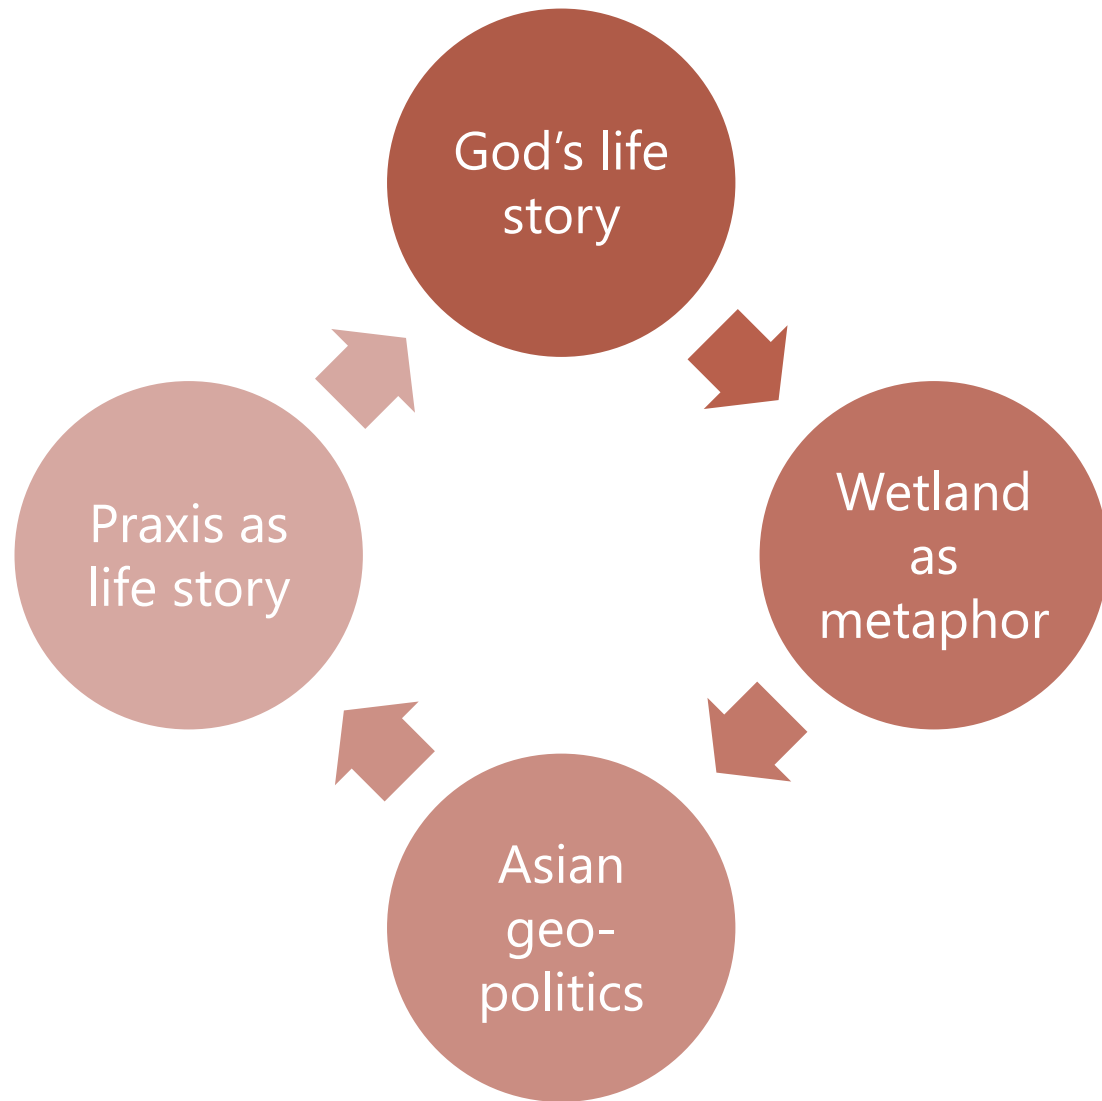 God’s life
story
Wetland
as
metaphor
Asian
geo-
politics
Praxis as
life story